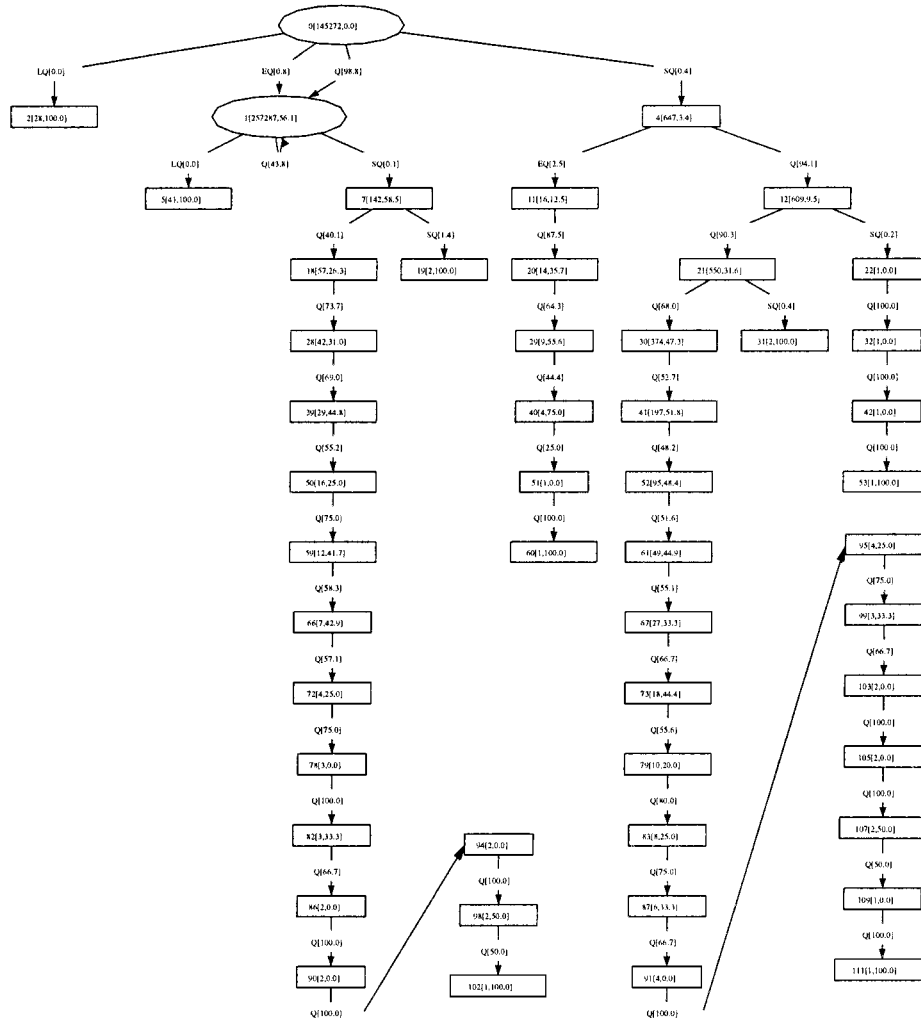 0[145272,0.0]
LQ[0.0] EQ[0.8] Q[98.8] SQ[0.4]
2[28,100.0] 1[257287,56.1] 4[647,3.4]
LQ[0.0] Q[43.8] SQ[0.1] EQ[2.5] Q[94.1]
5[41,100.0] 7[142,58.5] 11[16,12.5] 12[609,9.5]
Q[40.1] SQ[1.4] Q[87.5] Q[90.3] SQ[0.2]
18[57,26.3] 19[2,100.0] 20[14,35.7] 21[550,31.6] 22[1,0.0]
Q[73.7] Q[64.3] Q[68.0] SQ[0.4] Q[100.0]
28[42,31.0] 29[9,55.6] 30[374,47.3] 31[2,100.0] 32[1,0.0]
Q[69.0] Q[44.4] Q[52.7] Q[100.0]
39[29,44.8] 40[4,75.0] 41[197,51.8] 42[1,0.0]
Q[55.2] Q[25.0] Q[48.2] Q[100.0]
50[16,25.0] 51[1,0.0] 52[95,48.4] 53[1,100.0]
Q[75.0] Q[100.0] Q[51.6]
59[12,41.7] 60[1,100.0] 61[49,44.9] 95[4,25.0]
Q[58.3] Q[55.1] Q[75.0]
66[7,42.9] 67[27,33.3] 99[3,33.3]
Q[57.1] Q[66.7] Q[66.7]
72[4,25.0] 73[18,44.4] 103[2,0.0]
Q[75.0] Q[55.6] Q[100.0]
78[3,0.0] 79[10,20.0] 105[2,0.0]
Q[100.0] Q[80.0] Q[100.0]
82[3,33.3] 94[2,0.0] 83[8,25.0] 107[2,50.0]
Q[66.7] Q[100.0] Q[75.0] Q[50.0]
86[2,0.0] 98[2,50.0] 87[6,33.3] 109[1,0.0]
Q[100.0] Q[50.0] Q[66.7] Q[100.0]
90[2,0.0] 102[1,100.0] 91[4,0.0] 111[1,100.0]
Q[100.0] Q[100.0]